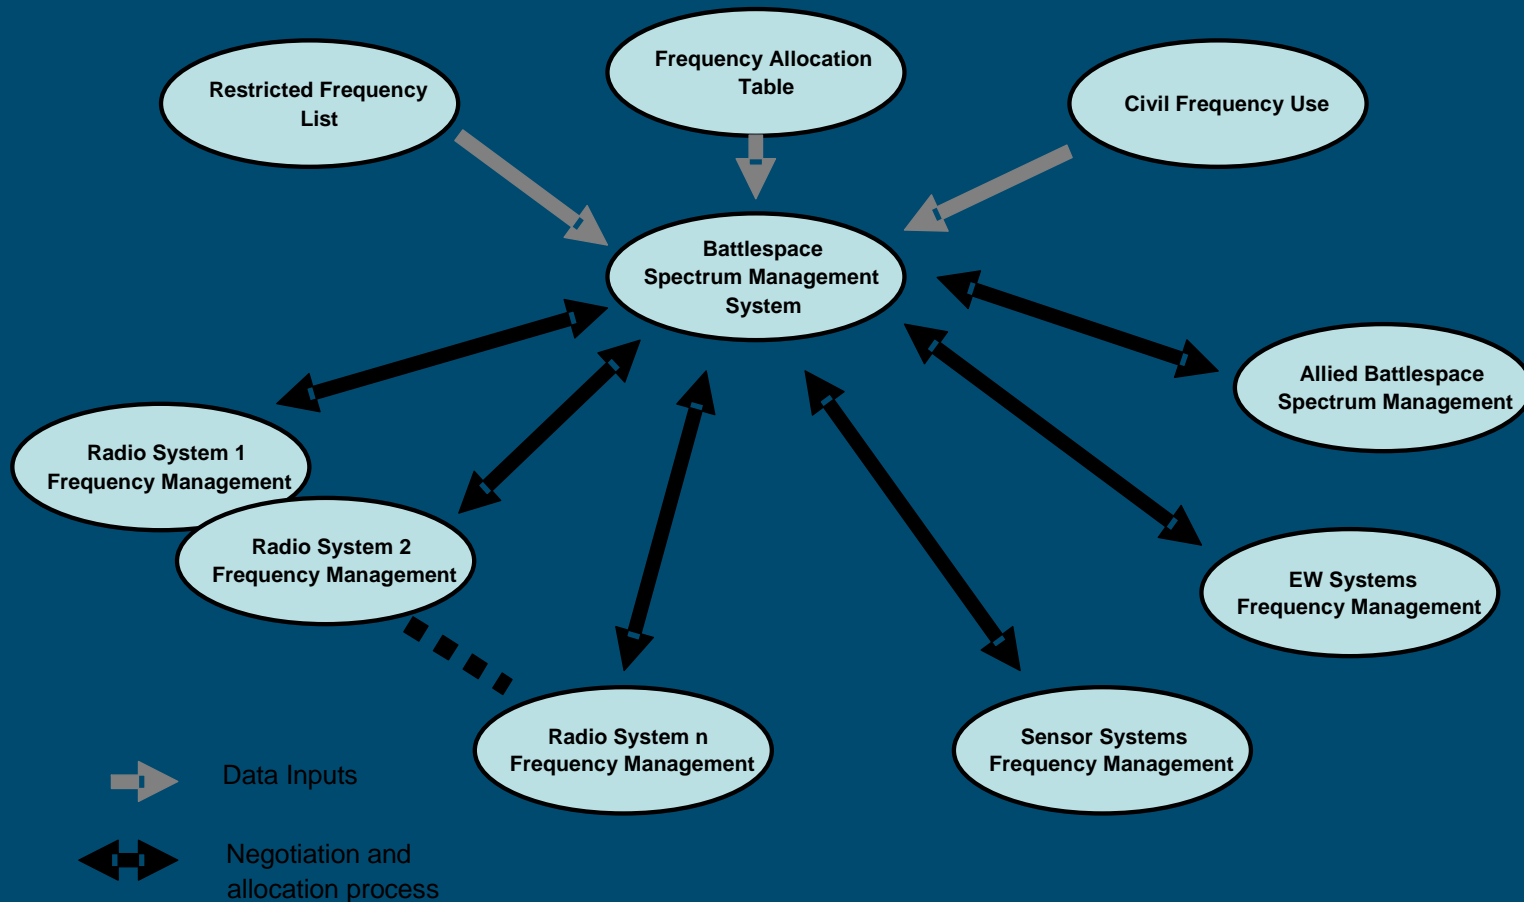 Restricted Frequency
List
Frequency Allocation
Table
Civil Frequency Use
Battlespace
Spectrum Management
System
Allied Battlespace
Spectrum Management
Radio System 1
Frequency Management
Radio System 2
Frequency Management
EW Systems
Frequency Management
Radio System n
Frequency Management
Sensor Systems
Frequency Management
Data Inputs
Negotiation and
allocation process